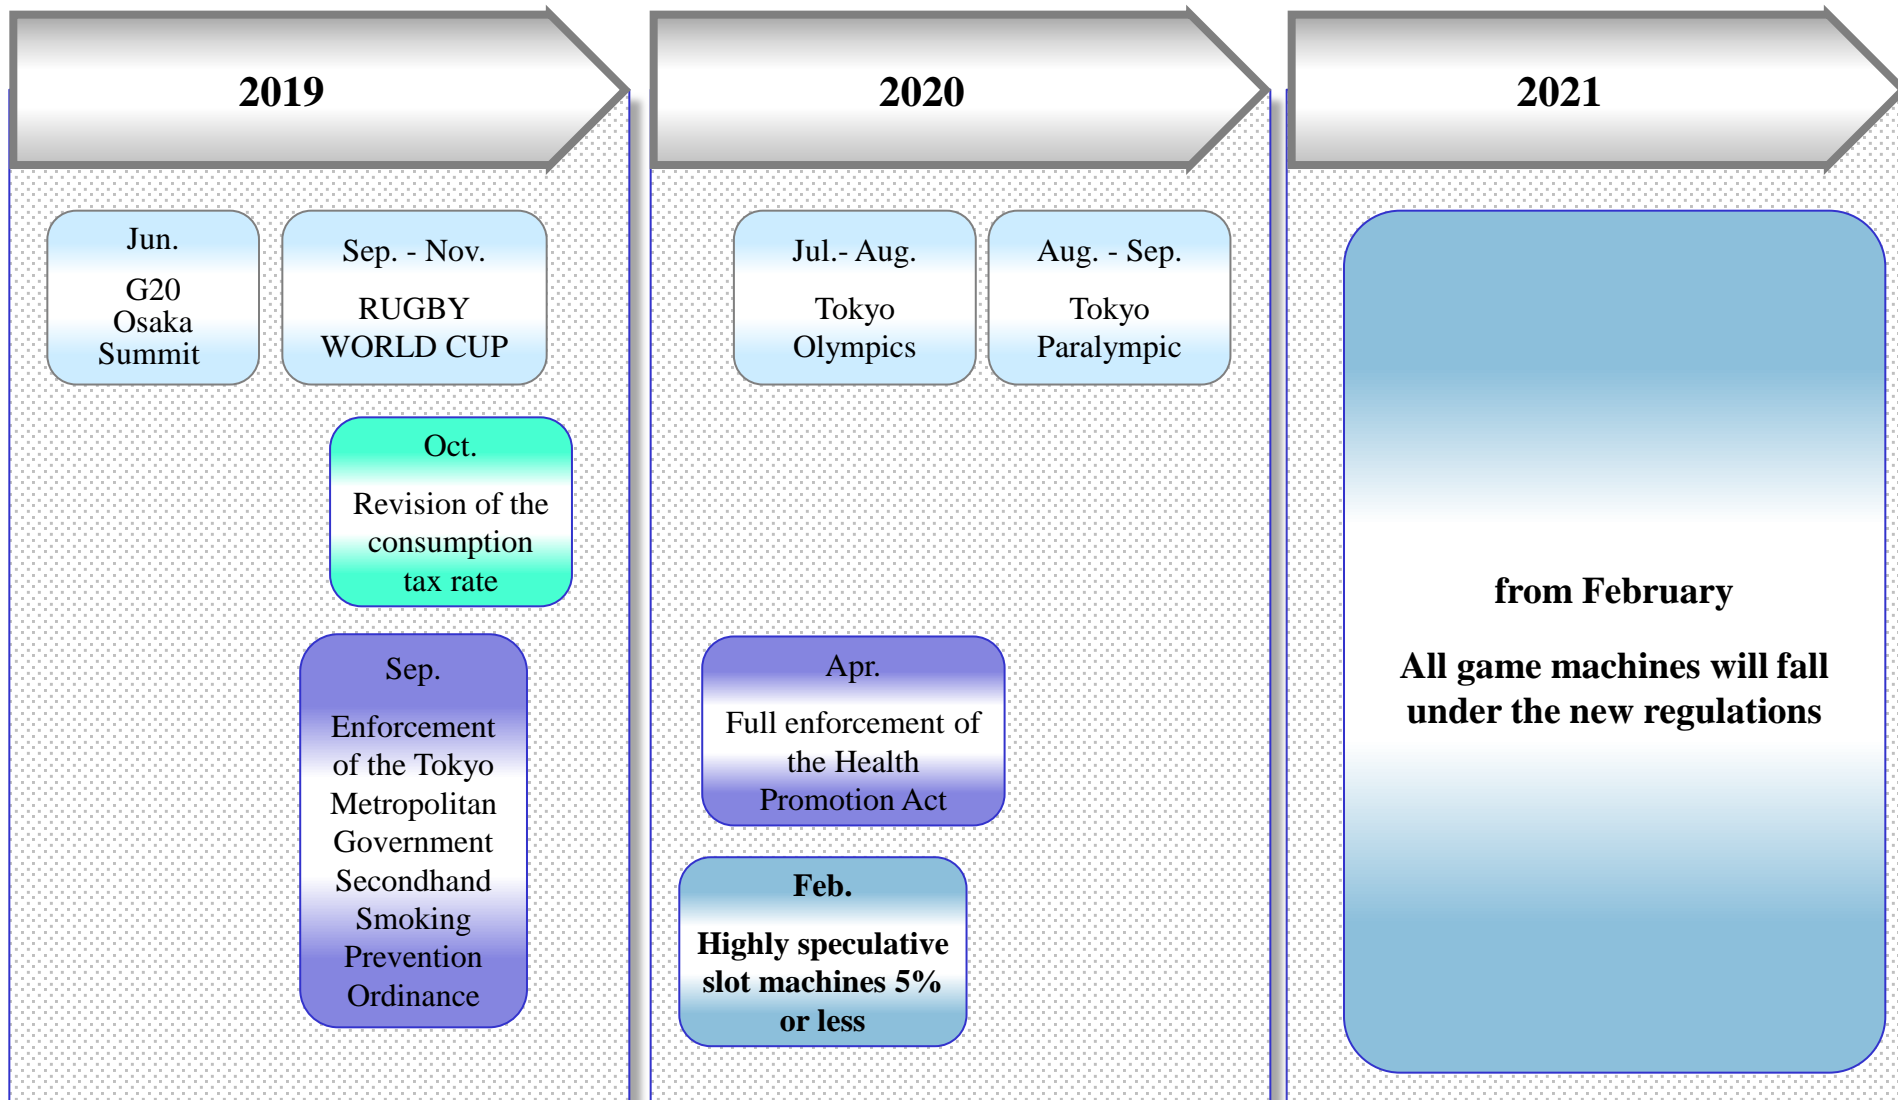 2019
Jun.
G20
Osaka
Summit
Sep. - Nov.
RUGBY
WORLD CUP
Oct.
Revision of the
consumption
tax rate
Sep.
Enforcement
of the Tokyo
Metropolitan
Government
Secondhand
Smoking
Prevention
Ordinance
2020
Jul.- Aug.
Tokyo
Olympics
Aug. - Sep.
Tokyo
Paralympic
Apr.
Full enforcement of
the Health
Promotion Act
Feb.
Highly speculative
slot machines 5%
or less
2021
from February
All game machines will fall
under the new regulations